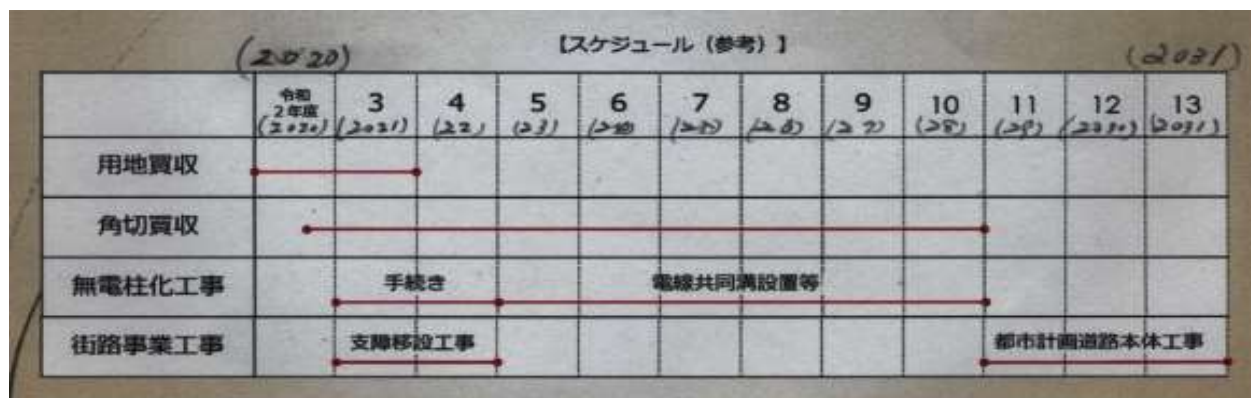 【スケジュール（参考）】
(2020) (2031)
令和
2年度 3 4 5 6 7 8 9 10 11 12 13
(2020) (2021) (22) (23) (26) (27) (28) (29) (2030) (2031)
用地買収
角切買収
無電柱化工事 手続き 電線共同溝設置等
街路事業工事 支障移設工事 都市計画道路本体工事